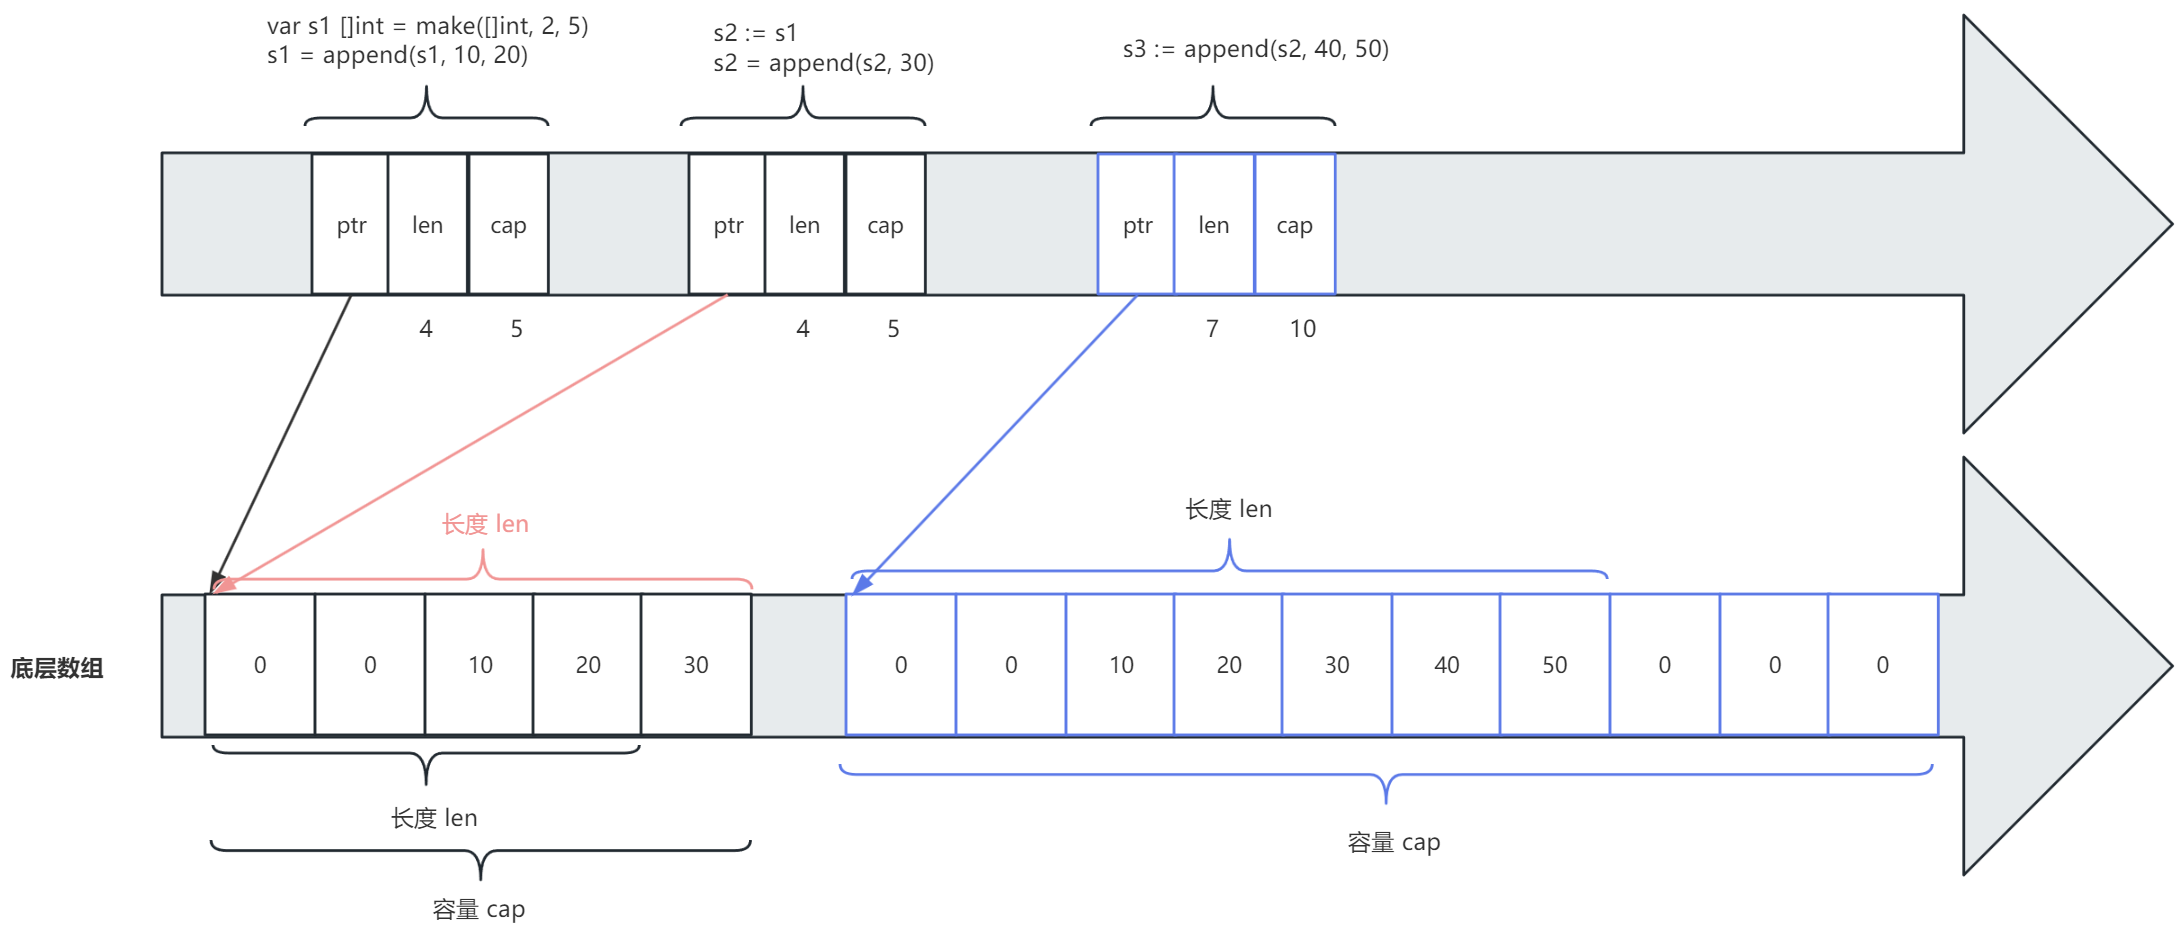 var s1 []int = make([]int, 2, 5)
s1 = append(s1, 10, 20)
s2 := s1
s2 = append(s2, 30)
s3 := append(s2, 40, 50)
ptr len cap
ptr len cap
ptr len cap
4 5
4 5
7 10
长度 len
长度 len
底层数组
0 0 10 20 30
0 0 10 20 30 40 50 0 0 0
长度 len
容量 cap
容量 cap